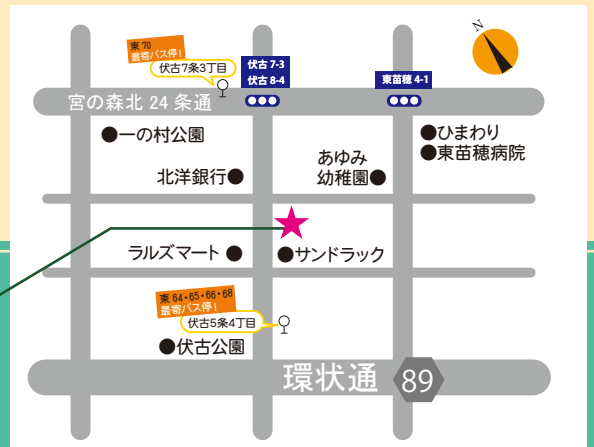 N
東 70
最寄バス停!
伏古7条3丁目
伏古 7-3
伏古 8-4
東苗穂 4-1
宮の森北 24 条通
●一の村公園
●ひまわり
●東苗穂病院
あゆみ
幼稚園●
北洋銀行●
ラルズマート ●
●サンドラック
東 64・65・66・68
最寄バス停!
伏古5条4丁目
●伏古公園
環状通 89